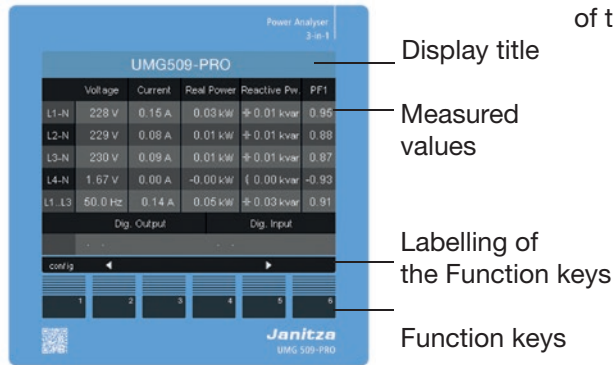 of t
Power Analyser
3-in-1
Display title
UMG509-PRO
Voltage Current Real Power Reactive Pw. PF1
L1-N 228 V 0.15 A 0.03 kW 0.01 kvar 0.95
Measured
values
L2-N 229 V 0.08 A 0.01 kW 0.01 kvar 0.88
L3-N 230 V 0.09 A 0.01 kW 0.01 kvar 0.87
L4-N 1.67 V 0.00 A -0.00 kW 0.00 kvar -0.93
L1..L3 50.0 Hz 0.14 A 0.05 kW 0.03 kvar 0.91
Dig. Output Dig. Input
Labelling of
the Function keys
config ◀ ▶
1 2 3 4 5 6
Function keys
Janitza
UMG 509-PRO